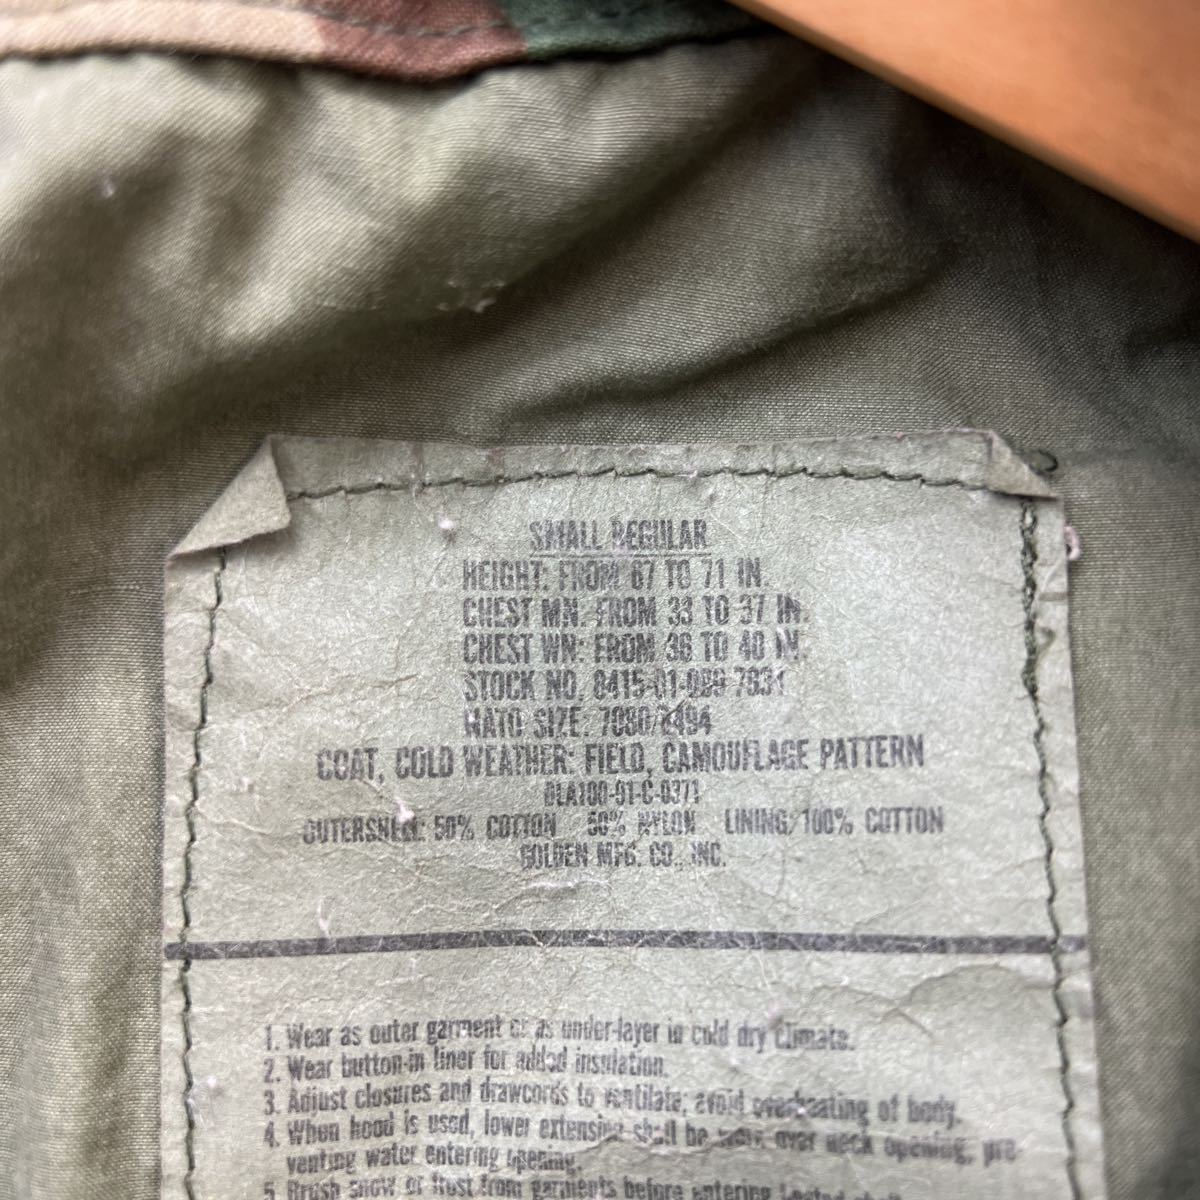 SMALL REGULAR
HEIGHT: FROM 67 TO 71 IN.
CHEST MN: FROM 33 TO 37 IN.
CHEST WN: FROM 36 TO 40 IN.
STOCK NO. 8415-01-099-7831
NATO SIZE: 7080/8494
COAT, COLD WEATHER: FIELD, CAMOUFLAGE PATTERN
DLA100-91-C-0371
OUTERSHELL: 50% COTTON 50% NYLON LINING: 100% COTTON
GOLDEN MFG. CO., INC.
1. Wear as outer garment or as under-layer in cold dry climate.
2. Wear button-in liner for added insulation.
3. Adjust closures and drawcords to ventilate; avoid overheating of body.
4. When hood is used, lower extension shall be worn over neck opening, pre-
venting water entering opening.
5. Brush snow or frost from garments before entering heated